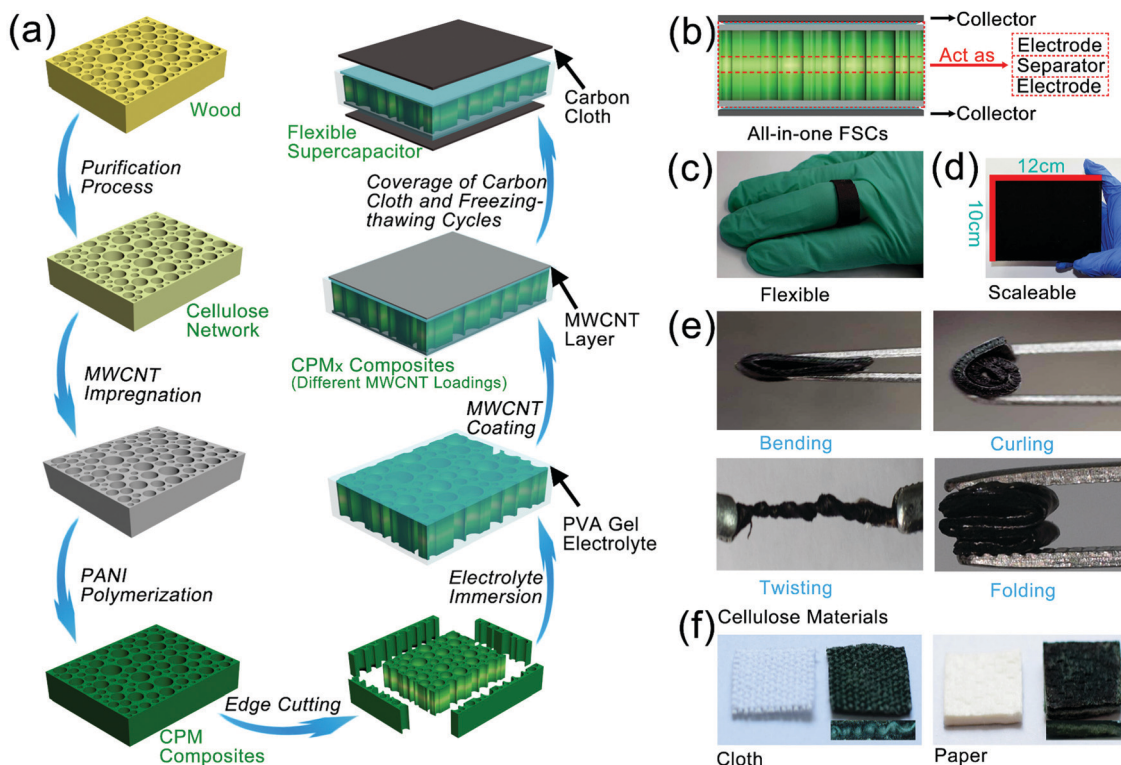 (a)
Wood
Purification
Process
Cellulose
Network
MWCNT
Impregnation
PANI
Polymerization
CPM
Composites
Edge Cutting
Electrolyte
Immersion
PVA Gel
Electrolyte
MWCNT
Coating
CPMx Composites
(Different MWCNT Loadings)
MWCNT
Layer
Coverage of Carbon
Cloth and Freezing-
thawing Cycles
Flexible
Supercapacitor
Carbon
Cloth
(b)
Collector
Act as
Electrode
Separator
Electrode
Collector
All-in-one FSCs
(c)
Flexible
(d)
12cm
10cm
Scaleable
(e)
Bending
Curling
Twisting
Folding
(f)
Cellulose Materials
Cloth
Paper